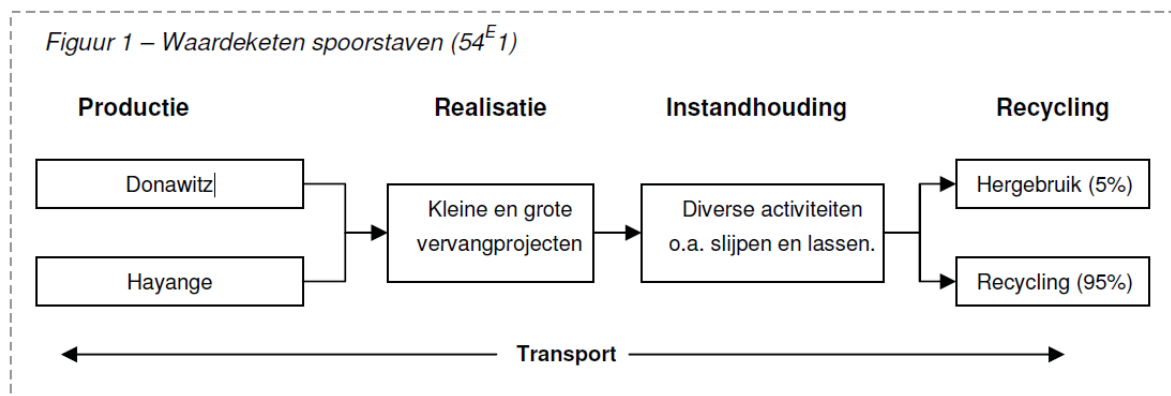 Figuur 1 – Waardeketen spoorstaven (54ᴱ1)
Productie Realisatie Instandhouding Recycling
Donawitz
Hayange
Kleine en grote
vervangprojecten
Diverse activiteiten
o.a. slijpen en lassen.
Hergebruik (5%)
Recycling (95%)
Transport